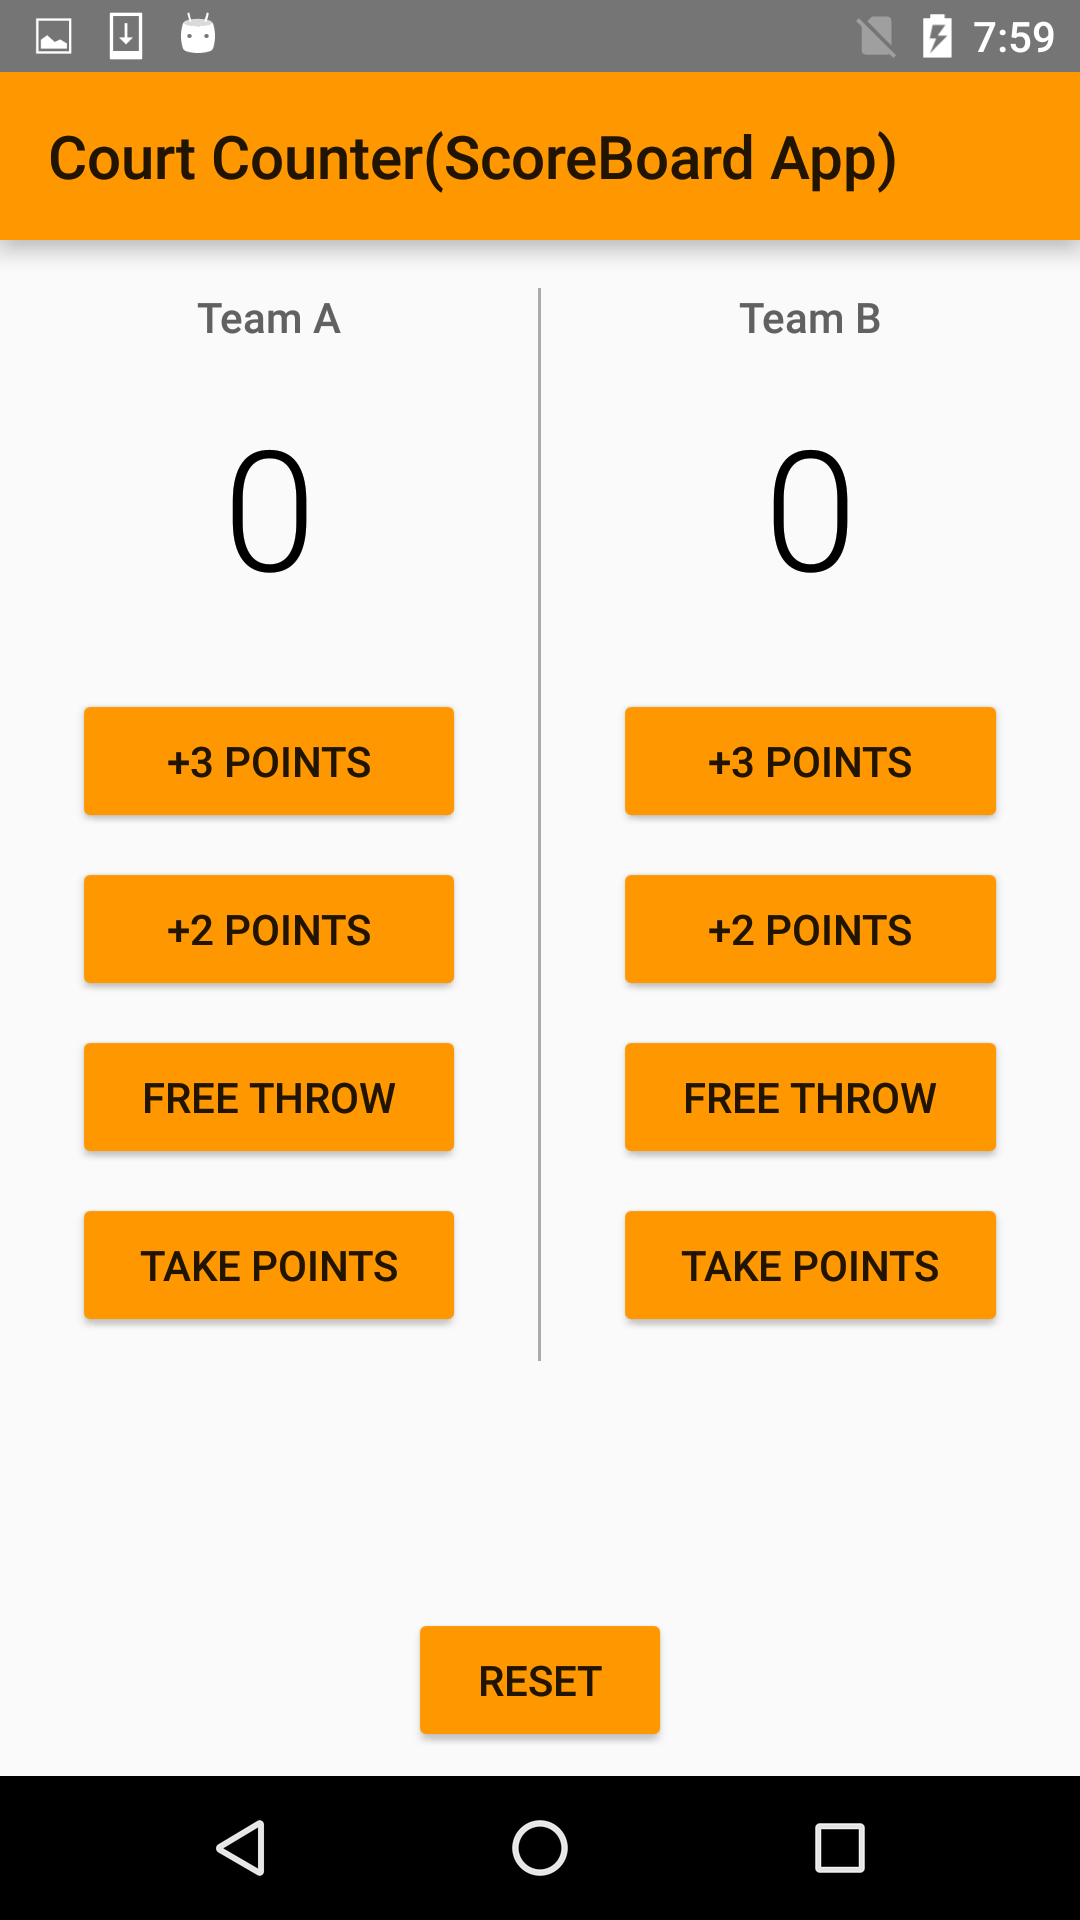 7:59
Court Counter(ScoreBoard App)
Team A
Team B
0
0
+3 POINTS
+3 POINTS
+2 POINTS
+2 POINTS
FREE THROW
FREE THROW
TAKE POINTS
TAKE POINTS
RESET